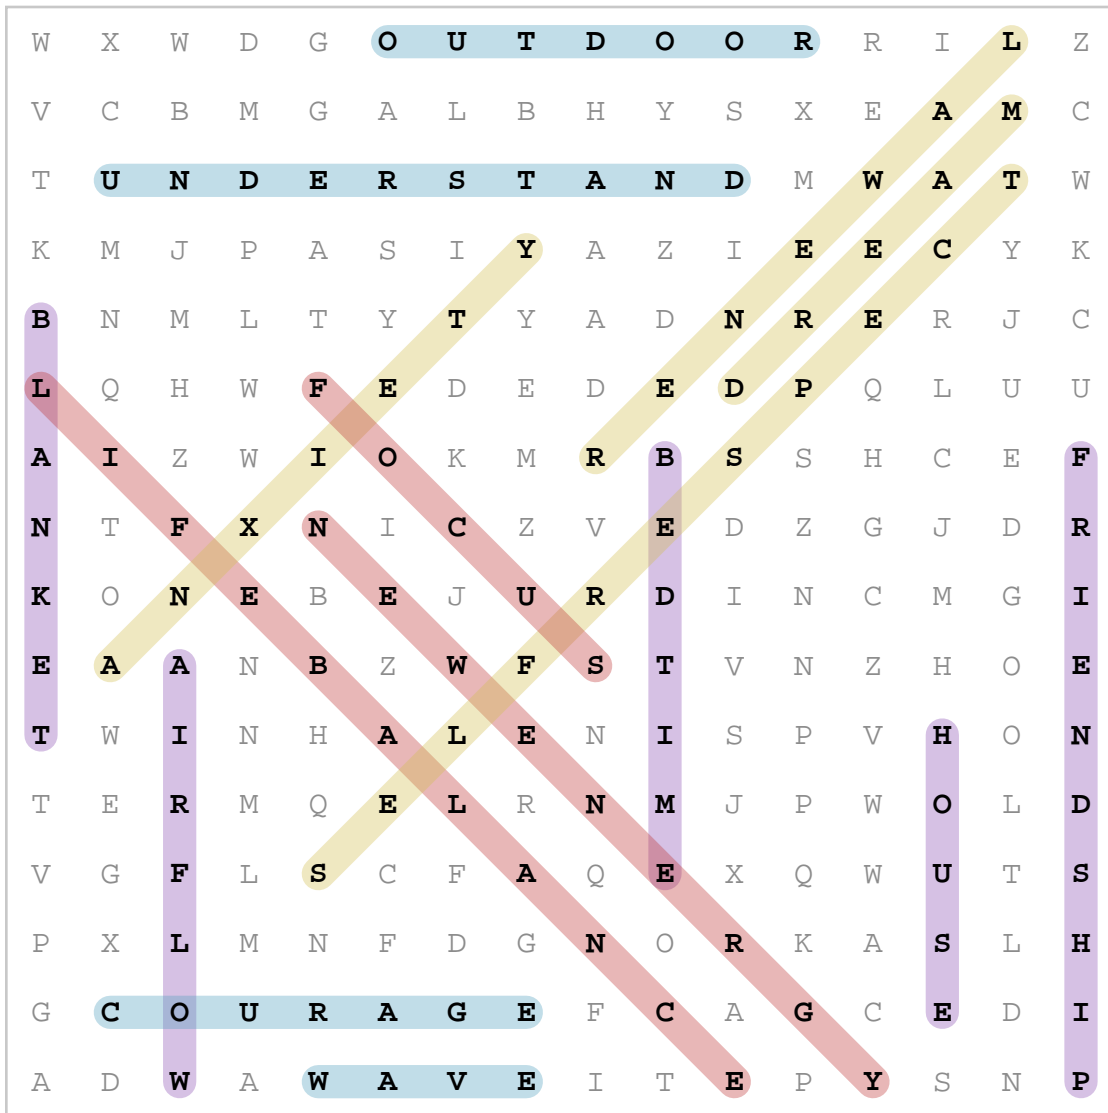 W X W D G O U T D O O R R I L Z
V C B M G A L B H Y S X E A M C
T U N D E R S T A N D M W A T W
K M J P A S I Y A Z I E E C Y K
B N M L T Y T Y A D N R E R J C
L Q H W F E D E D E D P Q L U U
A I Z W I O K M R B S S H C E F
N T F X N I C Z V E D Z G J D R
K O N E B E J U R D I N C M G I
E A A N B Z W F S T V N Z H O E
T W I N H A L E N I S P V H O N
T E R M Q E L R N M J P W O L D
V G F L S C F A Q E X Q W U T S
P X L M N F D G N O R K A S L H
G C O U R A G E F C A G C E D I
A D W A W A V E I T E P Y S N P